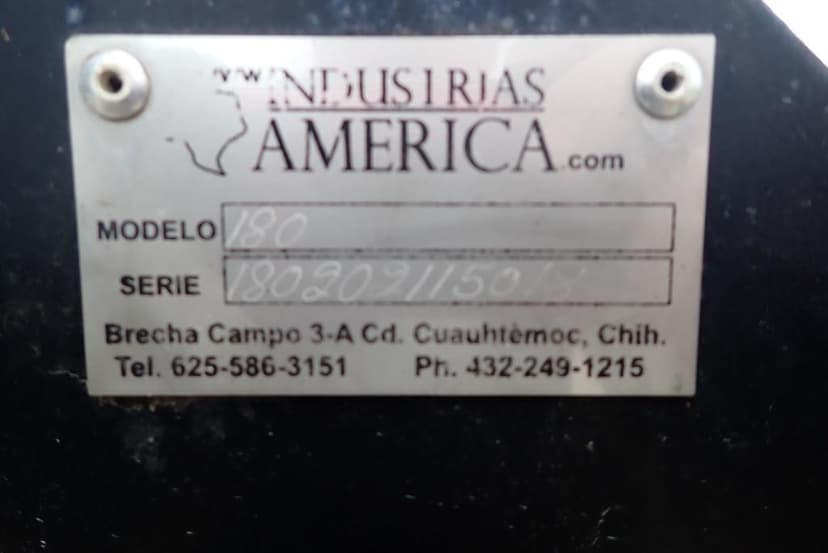 INDUSTRIAS
AMERICA.com
MODELO 180
SERIE
Brecha Campo 3-A Cd. Cuauhtèmoc, Chih.
Tel. 625-586-3151 Ph. 432-249-1215